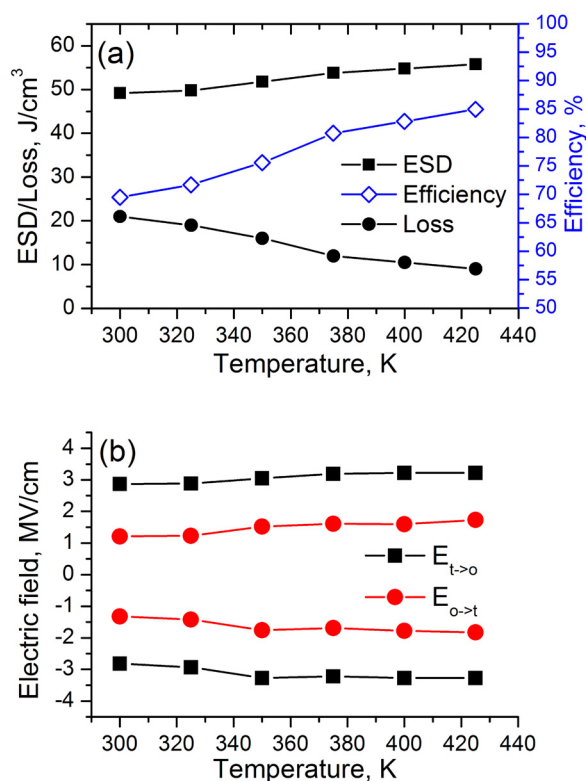 (a)
ESD/Loss, J/cm³
60
50
40
30
20
10
0
100
95
90
85
80
75
70
65
60
55
50
Efficiency, %
ESD
Efficiency
Loss
300 320 340 360 380 400 420 440
Temperature, K
(b)
Electric field, MV/cm
4
3
2
1
0
-1
-2
-3
-4
E_t->o
E_o->t
300 320 340 360 380 400 420 440
Temperature, K